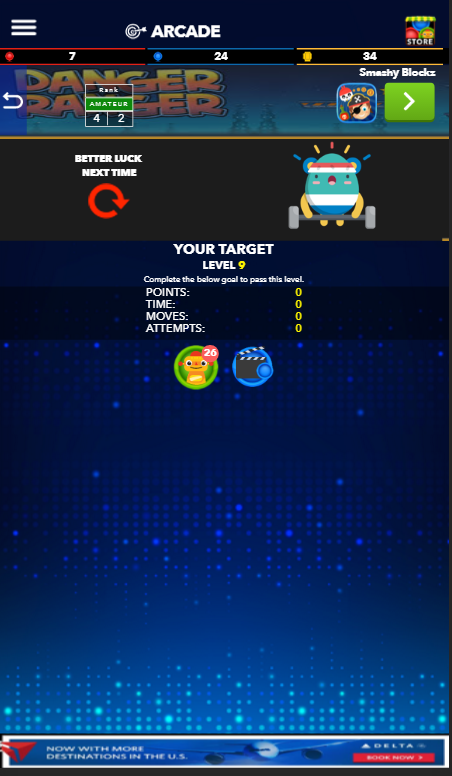 ARCADE
STORE
7
24
34
DANGER
RANGER
Rank
AMATEUR
4 2
Smashy Blocks
BETTER LUCK
NEXT TIME
YOUR TARGET
LEVEL 9
Complete the below goal to pass this level.
POINTS: 0
TIME: 0
MOVES: 0
ATTEMPTS: 0
26
NOW WITH MORE
DESTINATIONS IN THE U.S.
DELTA
BOOK NOW >